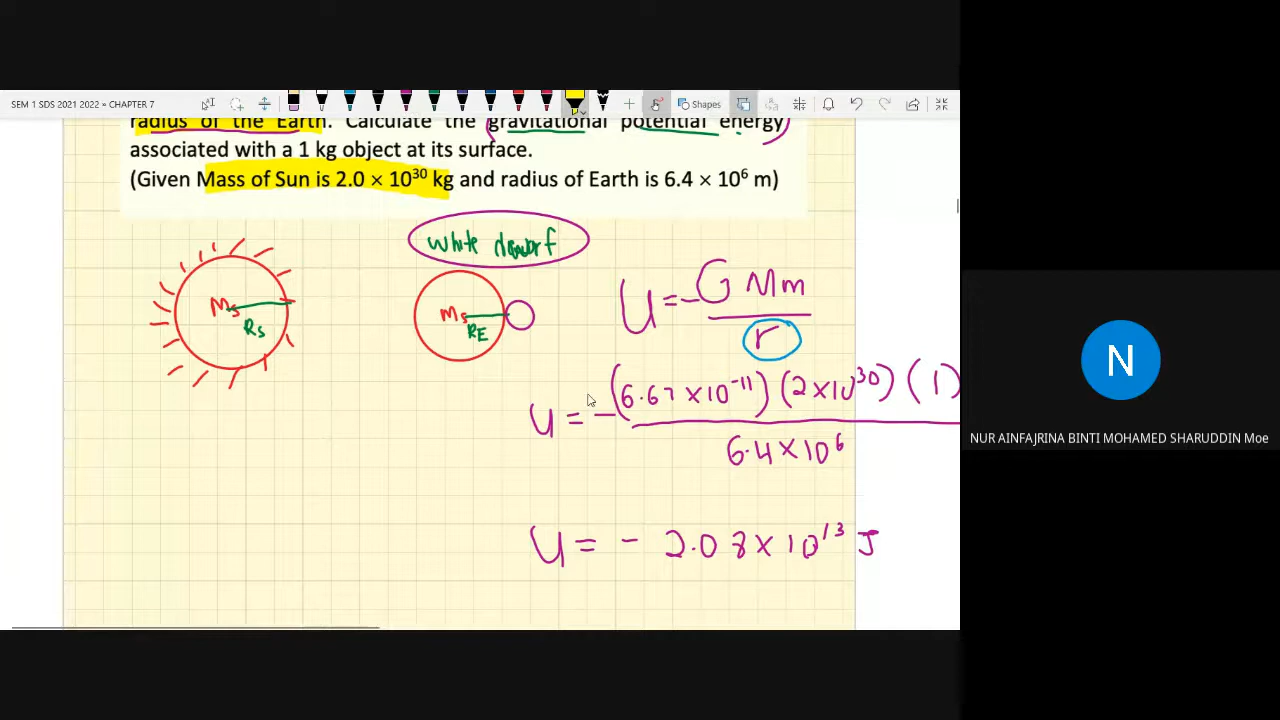 SEM 1 SDS 2021 2022 » CHAPTER 7
Shapes
radius of the Earth. Calculate the gravitational potential energy
associated with a 1 kg object at its surface.
(Given Mass of Sun is 2.0 × 10³⁰ kg and radius of Earth is 6.4 × 10⁶ m)
white dwarf
Ms
Rs
Ms
RE
U = - G M m
r
U = - (6.67 × 10⁻¹¹) (2 × 10³⁰) (1)
6.4 × 10⁶
U = - 2.08 × 10¹³ J
N
NUR AINFAJRINA BINTI MOHAMED SHARUDDIN Moe